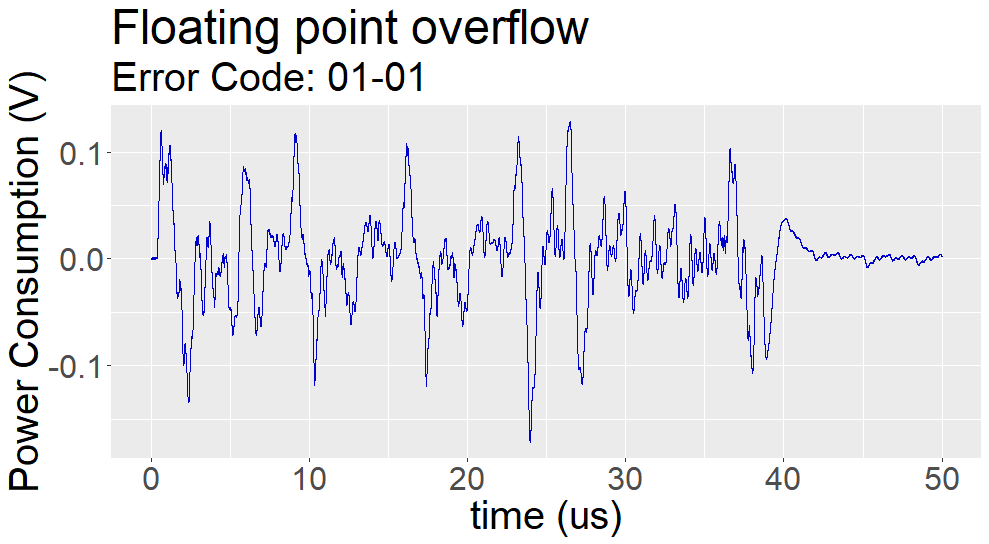 Floating point overflow
Error Code: 01-01
Power Consumption (V)
0.1
0.0
-0.1
0 10 20 30 40 50
time (us)